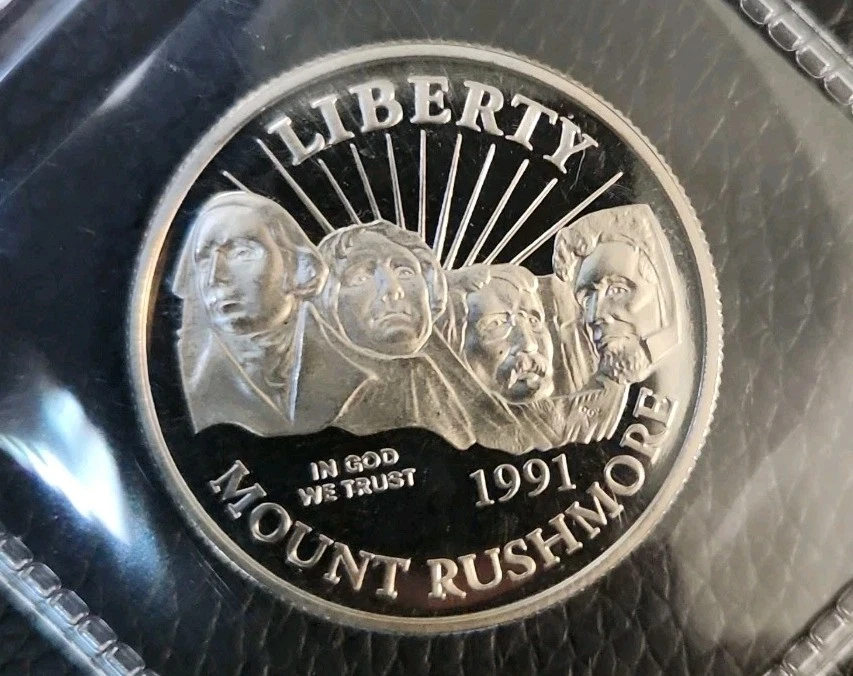 LIBERTY
IN GOD
WE TRUST
1991
MOUNT RUSHMORE